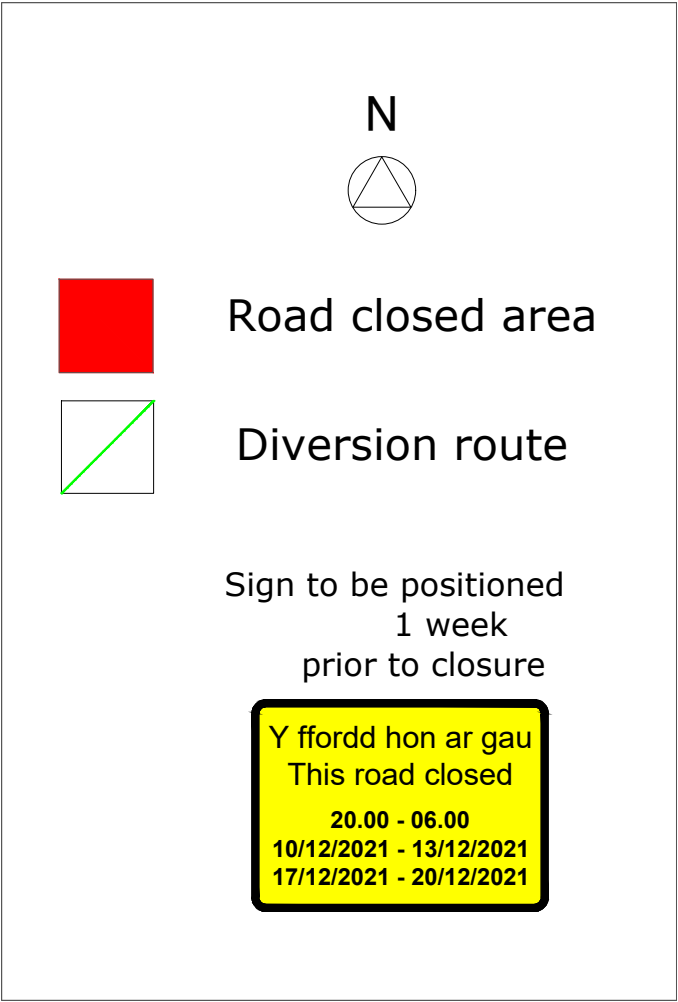 N
Road closed area
Diversion route
Sign to be positioned
1 week
prior to closure
Y ffordd hon ar gau
This road closed
20.00 - 06.00
10/12/2021 - 13/12/2021
17/12/2021 - 20/12/2021